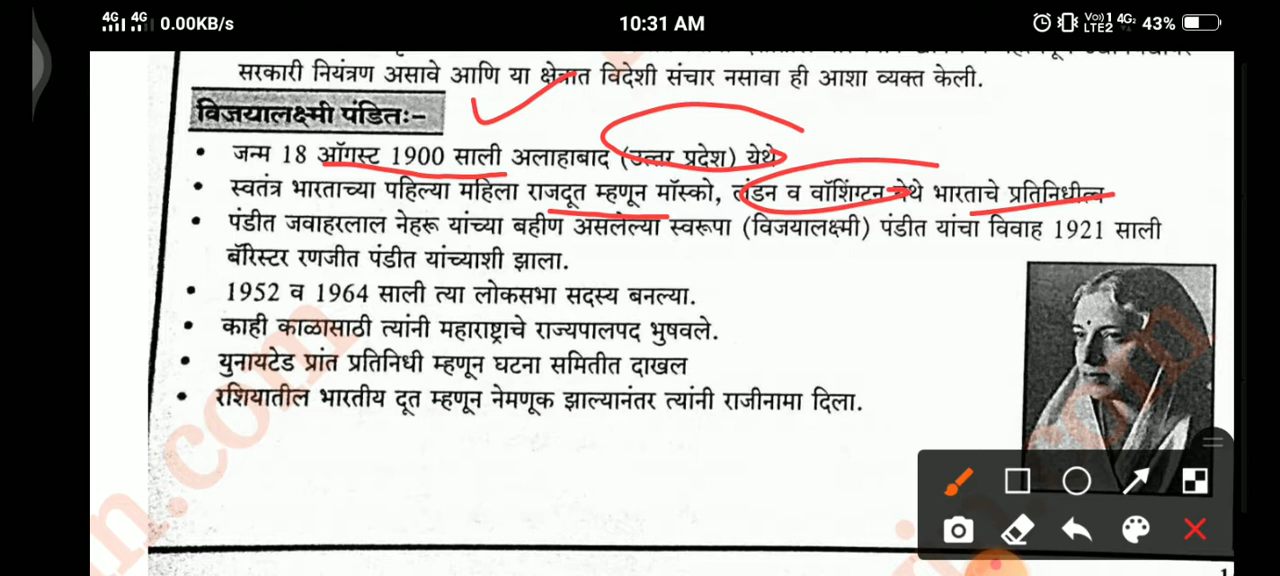 4G 4G 0.00KB/s 10:31 AM Vo)) LTE2 4G2 43%
सरकारी नियंत्रण असावे आणि या क्षेत्रात विदेशी संचार नसावा ही आशा व्यक्त केली.
विजयालक्ष्मी पंडितः-
• जन्म 18 ऑगस्ट 1900 साली अलाहाबाद (उत्तर प्रदेश) येथे
• स्वतंत्र भारताच्या पहिल्या महिला राजदूत म्हणून मॉस्को, लंडन व वॉशिंग्टन येथे भारताचे प्रतिनिधीत्व
• पंडीत जवाहरलाल नेहरू यांच्या बहीण असलेल्या स्वरूपा (विजयालक्ष्मी) पंडीत यांचा विवाह 1921 साली
बॅरिस्टर रणजीत पंडीत यांच्याशी झाला.
• 1952 व 1964 साली त्या लोकसभा सदस्य बनल्या.
• काही काळासाठी त्यांनी महाराष्ट्राचे राज्यपालपद भुषवले.
• युनायटेड प्रांत प्रतिनिधी म्हणून घटना समितीत दाखल
• रशियातील भारतीय दूत म्हणून नेमणूक झाल्यानंतर त्यांनी राजीनामा दिला.